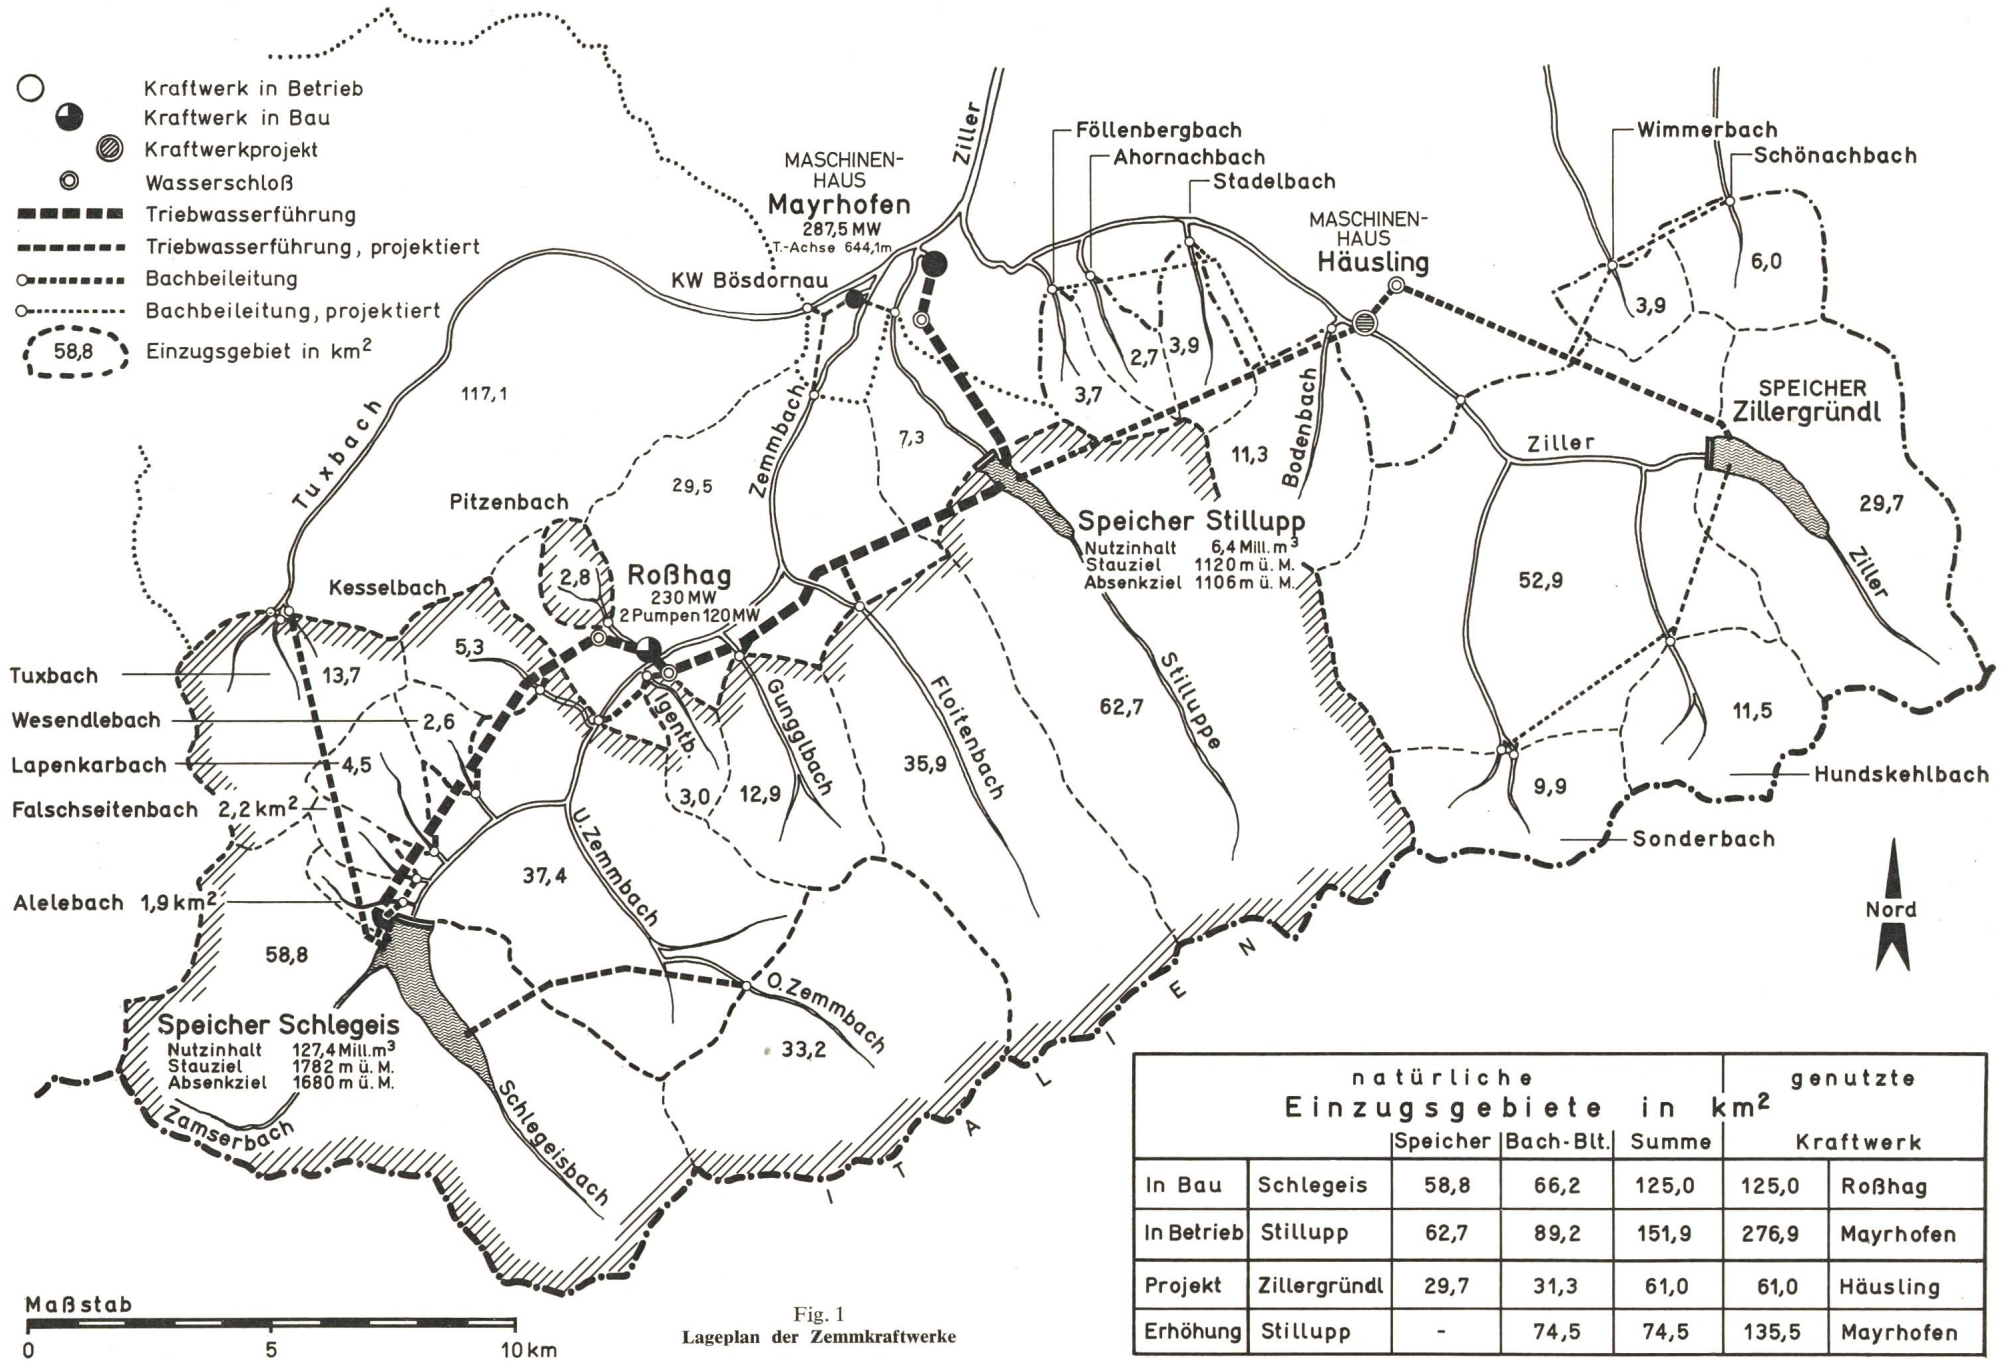 Kraftwerk in Betrieb
Kraftwerk in Bau
Kraftwerkprojekt
Wasserschloß
Triebwasserführung
Triebwasserführung, projektiert
Bachbeileitung
Bachbeileitung, projektiert
58,8 Einzugsgebiet in km²
MASCHINEN-
HAUS
Mayrhofen
287,5 MW
T.-Achse 644,1m
KW Bösdornau
Ziller
Föllenbergbach
Ahornachbach
Stadelbach
MASCHINEN-
HAUS
Häusling
Wimmerbach
Schönachbach
6,0
3,9
2,7
3,9
3,7
SPEICHER
Zillergründl
Ziller
29,7
Ziller
11,3
Bodenbach
117,1
Tuxbach
7,3
Zemmbach
29,5
Pitzenbach
2,8
Kesselbach
Roßhag
230 MW
2 Pumpen 120 MW
5,3
Speicher Stillupp
Nutzinhalt 6,4 Mill. m³
Stauziel 1120 m ü. M.
Absenkziel 1106 m ü. M.
52,9
Tuxbach
13,7
Wesendlebach
2,6
Lapenkarbach
4,5
Falschseitenbach 2,2 km²
Alelebach 1,9 km²
Igentb.
3,0
Gungglbach
12,9
Floitenbach
35,9
Stilluppe
62,7
11,5
Hundskehlbach
9,9
Sonderbach
37,4
U. Zemmbach
O. Zemmbach
33,2
58,8
Speicher Schlegeis
Nutzinhalt 127,4 Mill. m³
Stauziel 1782 m ü. M.
Absenkziel 1680 m ü. M.
Zamserbach
Schlegeisbach
ITALIEN
Nord
natürliche genutzte
Einzugsgebiete in km²
Speicher Bach-Blt. Summe Kraftwerk
In Bau Schlegeis 58,8 66,2 125,0 125,0 Roßhag
In Betrieb Stillupp 62,7 89,2 151,9 276,9 Mayrhofen
Projekt Zillergründl 29,7 31,3 61,0 61,0 Häusling
Erhöhung Stillupp - 74,5 74,5 135,5 Mayrhofen
Maßstab
0 5 10 km
Fig. 1
Lageplan der Zemmkraftwerke